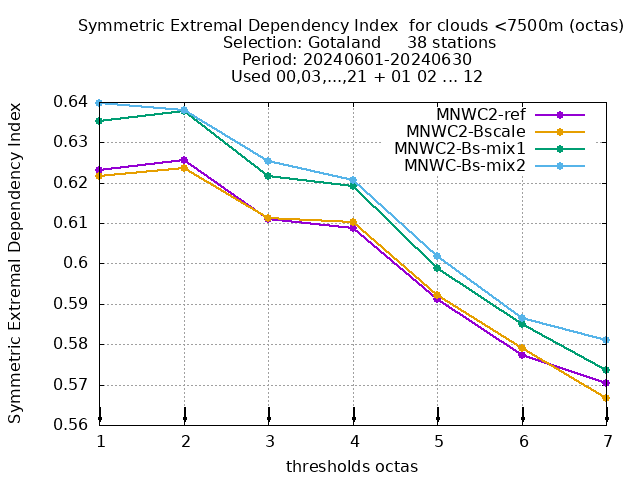 Symmetric Extremal Dependency Index  for clouds <7500m (octas)
Selection: Gotaland     38 stations
Period: 20240601-20240630
Used 00,03,...,21 + 01 02 ... 12
Symmetric Extremal Dependency Index
0.64
0.63
0.62
0.61
0.6
0.59
0.58
0.57
0.56
MNWC2-ref
MNWC2-Bscale
MNWC2-Bs-mix1
MNWC-Bs-mix2
1 2 3 4 5 6 7
thresholds octas